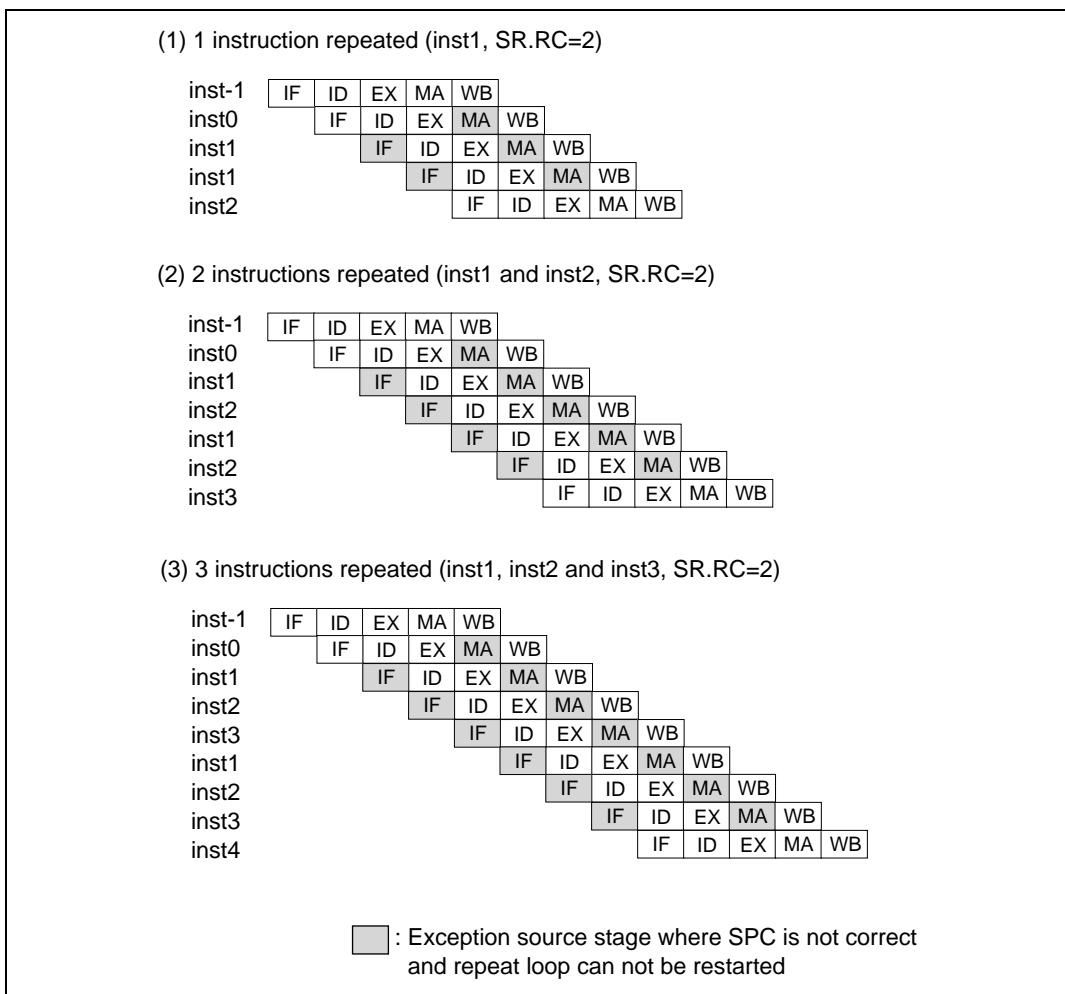 (1) 1 instruction repeated (inst1, SR.RC=2)
inst-1 IF ID EX MA WB
inst0 IF ID EX MA WB
inst1 IF ID EX MA WB
inst1 IF ID EX MA WB
inst2 IF ID EX MA WB
(2) 2 instructions repeated (inst1 and inst2, SR.RC=2)
inst-1 IF ID EX MA WB
inst0 IF ID EX MA WB
inst1 IF ID EX MA WB
inst2 IF ID EX MA WB
inst1 IF ID EX MA WB
inst2 IF ID EX MA WB
inst3 IF ID EX MA WB
(3) 3 instructions repeated (inst1, inst2 and inst3, SR.RC=2)
inst-1 IF ID EX MA WB
inst0 IF ID EX MA WB
inst1 IF ID EX MA WB
inst2 IF ID EX MA WB
inst3 IF ID EX MA WB
inst1 IF ID EX MA WB
inst2 IF ID EX MA WB
inst3 IF ID EX MA WB
inst4 IF ID EX MA WB
: Exception source stage where SPC is not correct
and repeat loop can not be restarted